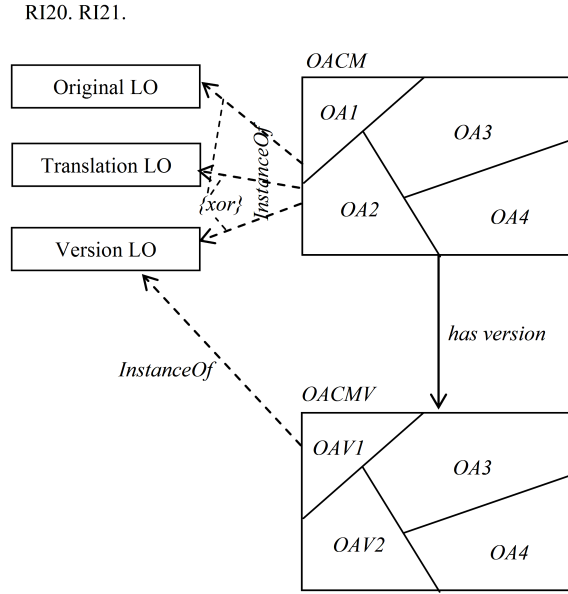 RI20. RI21.
OACM
Original LO
OA1
OA3
InstanceOf
Translation LO
{xor}
OA2
OA4
Version LO
has version
InstanceOf
OACMV
OAV1
OA3
OAV2
OA4